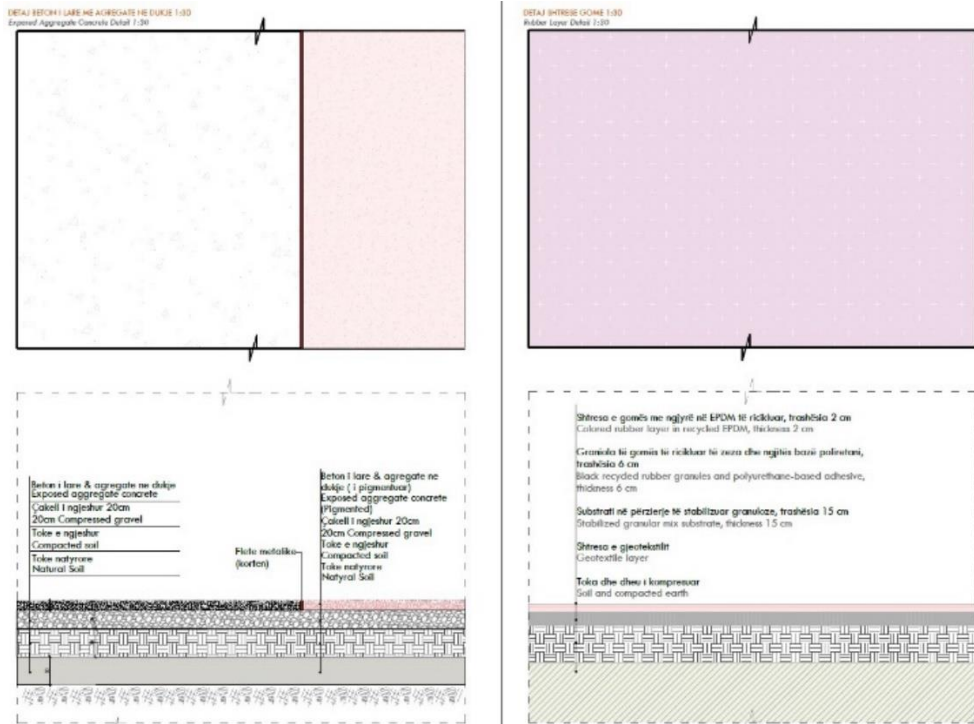 DETAJ BETON I LARE ME AGREGATE NE DUKJE 1:50
Exposed Aggregate Concrete Detail 1:50
Beton i lare & agregate ne dukje
Exposed aggregate concrete
Çakell i ngjeshur 20cm
20cm Compressed gravel
Toke e ngjeshur
Compacted soil
Toke natyrore
Natural Soil
Flete metalike
(korten)
Beton i lare & agregate ne
dukje ( i pigmentuar)
Exposed aggregate concrete
(Pigmented)
Çakell i ngjeshur 20cm
20cm Compressed gravel
Toke e ngjeshur
Compacted soil
Toke natyrore
Natyral Soil
DETAJ SHTRESE GOME 1:50
Rubber Layer Detail 1:50
Shtresa e gomës me ngjyrë në EPDM të ricikluar, trashësia 2 cm
Colored rubber layer in recycled EPDM, thickness 2 cm
Graniola të gomës të ricikluar të zeza dhe ngjitës bazë poliretani,
trashësia 6 cm
Black recycled rubber granules and polyurethane-based adhesive,
thickness 6 cm
Substrati në përzierje të stabilizuar granulaze, trashësia 15 cm
Stabilized granular mix substrate, thickness 15 cm
Shtresa e gjeotekstilit
Geotextile layer
Toka dhe dheu i kompresuar
Soil and compacted earth